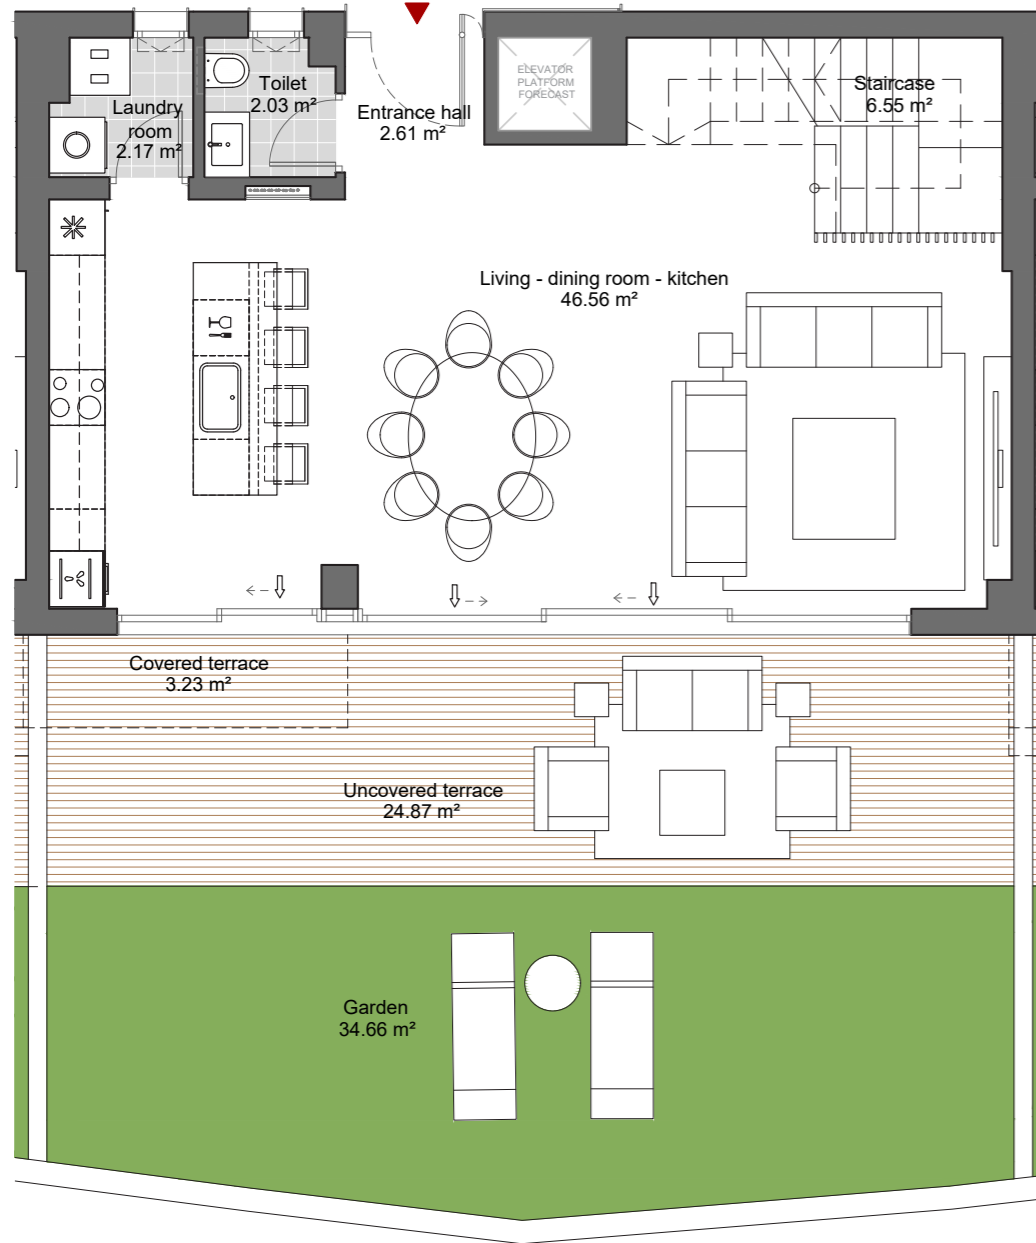 ELEVATOR
PLATFORM
FORECAST
Staircase
6.55 m²
Toilet
2.03 m²
Laundry
room
2.17 m²
Entrance hall
2.61 m²
Living - dining room - kitchen
46.56 m²
Covered terrace
3.23 m²
Uncovered terrace
24.87 m²
Garden
34.66 m²